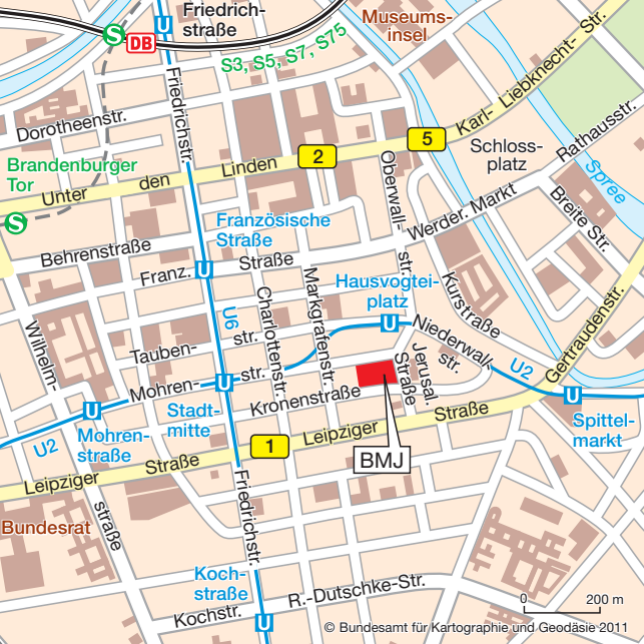 Friedrich-
straße
U
S
DB
S3, S5, S7, S75
Museums-
insel
Karl- Liebknecht- Str.
Friedrichstr.
Dorotheenstr.
Brandenburger
Tor
S
Unter den Linden
2
5
Schloss-
platz
Rathausstr.
Spree
Oberwall-
str.
Werder. Markt
Breite Str.
Französische
Straße
Behrenstraße
Franz. Straße
U
Hausvogtei-
platz
U
Kurstraße
Gertraudenstr.
Wilhelm-
straße
U6
Charlottenstr.
Markgrafenstr.
Tauben- str.
Niederwall-
str.
U2
Mohren- str.
U
Jerusal.
Straße
U
Kronenstraße
Stadt-
mitte
U
Mohren-
straße
U2
Spittel-
markt
1
Leipziger Straße
BMJ
Leipziger Straße
Friedrichstr.
Bundesrat
Koch-
straße
Kochstr.
U
R.-Dutschke-Str.
0 200 m
© Bundesamt für Kartographie und Geodäsie 2011